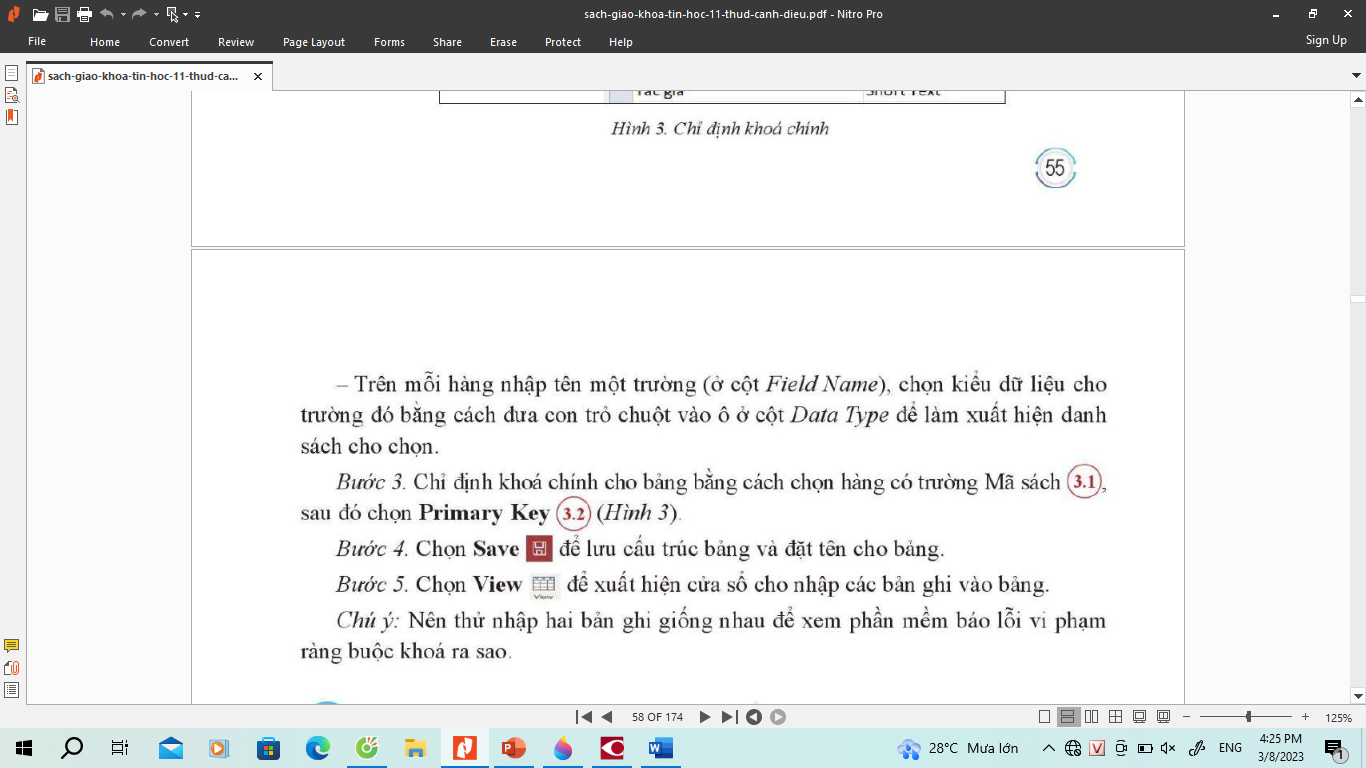 sach-giao-khoa-tin-hoc-11-thud-canh-dieu.pdf - Nitro Pro
File Home Convert Review Page Layout Forms Share Erase Protect Help Sign Up
sach-giao-khoa-tin-hoc-11-thud-ca...
Tác giả Short Text
Hình 3. Chỉ định khoá chính
55
– Trên mỗi hàng nhập tên một trường (ở cột Field Name), chọn kiểu dữ liệu cho
trường đó bằng cách đưa con trỏ chuột vào ô ở cột Data Type để làm xuất hiện danh
sách cho chọn.
Bước 3. Chỉ định khoá chính cho bảng bằng cách chọn hàng có trường Mã sách 3.1,
sau đó chọn Primary Key 3.2 (Hình 3).
Bước 4. Chọn Save để lưu cấu trúc bảng và đặt tên cho bảng.
Bước 5. Chọn View View để xuất hiện cửa sổ cho nhập các bản ghi vào bảng.
Chú ý: Nên thử nhập hai bản ghi giống nhau để xem phần mềm báo lỗi vi phạm
ràng buộc khoá ra sao.
58 OF 174
125%
28°C Mưa lớn
ENG
4:25 PM
3/8/2023
1